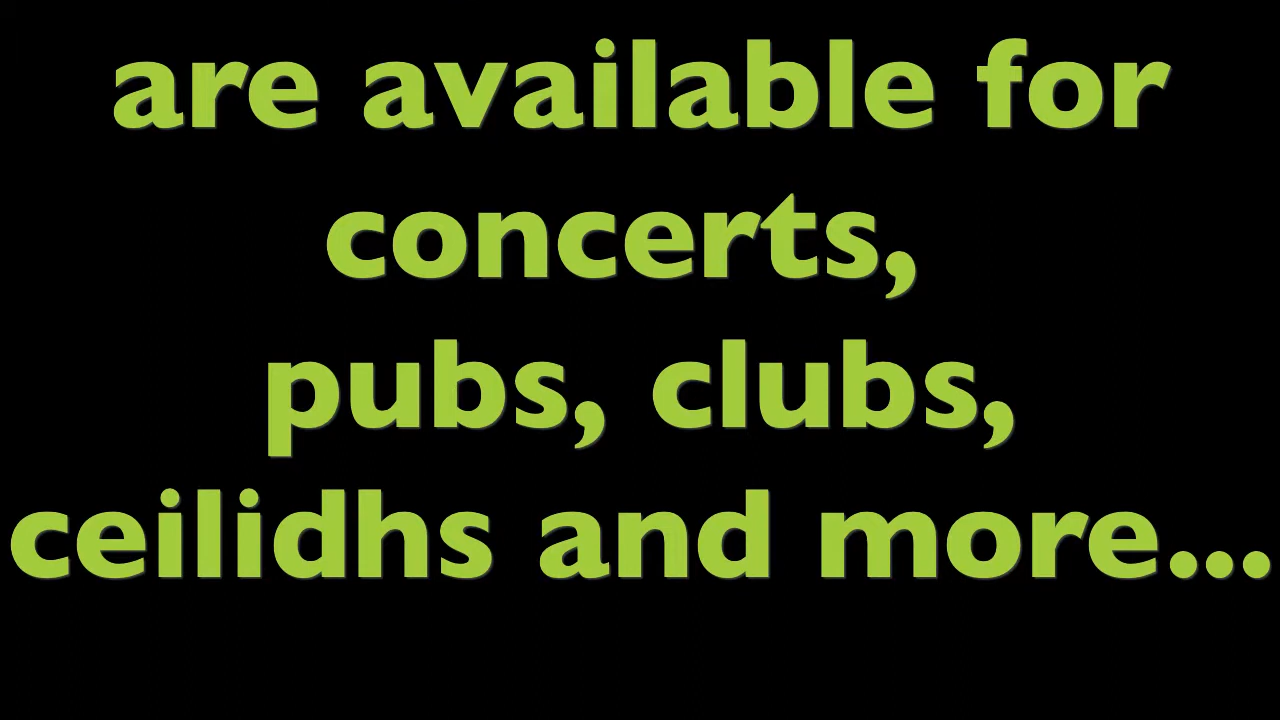 are available for
concerts,
pubs, clubs,
ceilidhs and more...